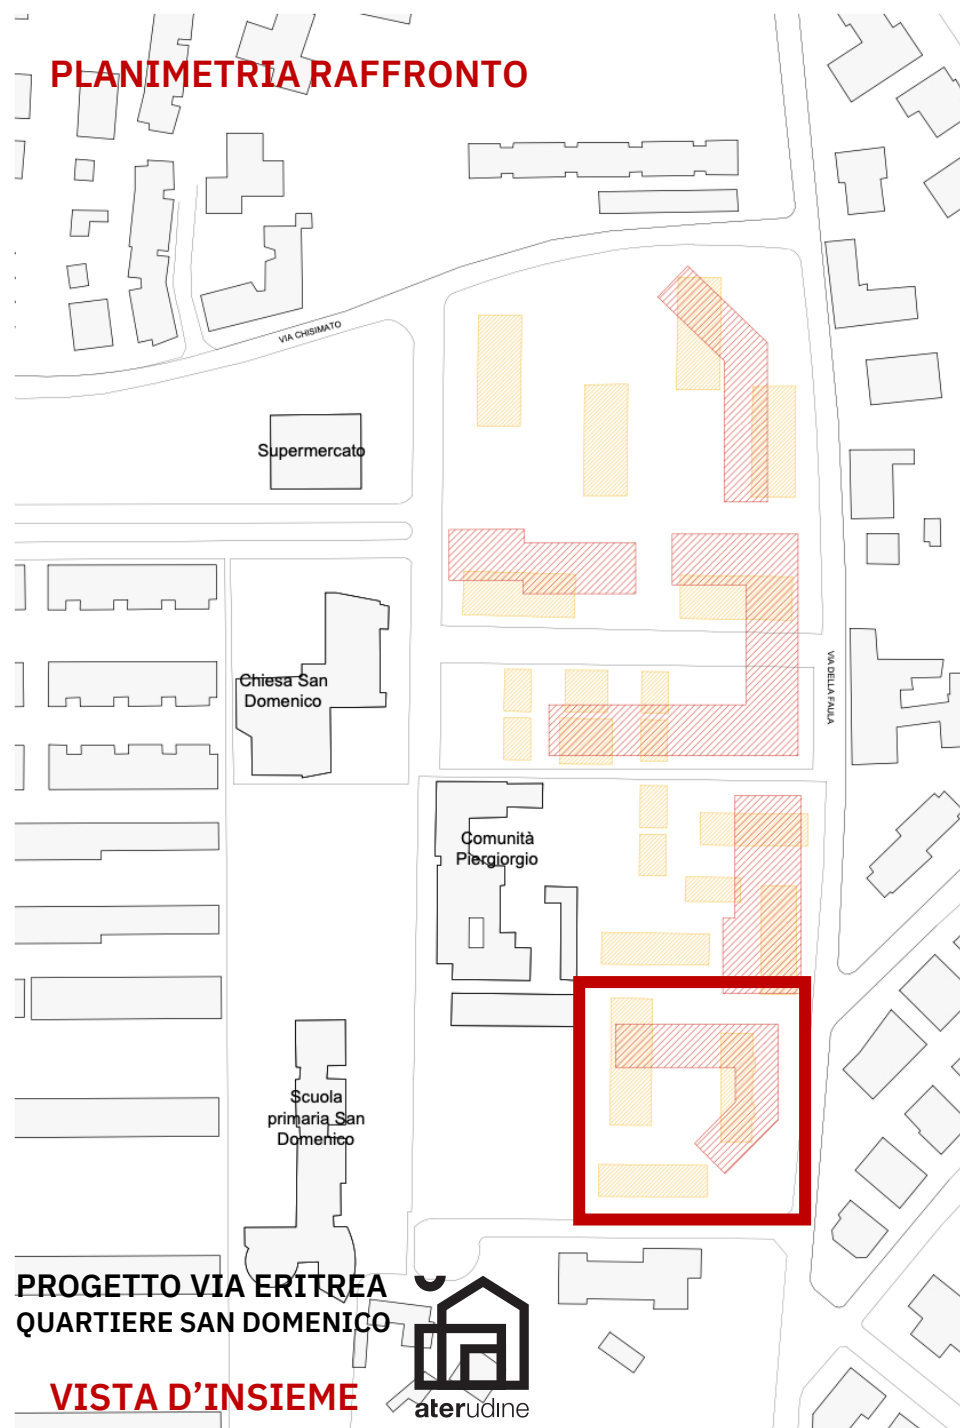 PLANIMETRIA RAFFRONTO
VIA CHISIMATO
Supermercato
Chiesa San
Domenico
VIA DELLA FAULA
Comunità
Piergiorgio
Scuola
primaria San
Domenico
PROGETTO VIA ERITREA
QUARTIERE SAN DOMENICO
VISTA D’INSIEME
aterudine